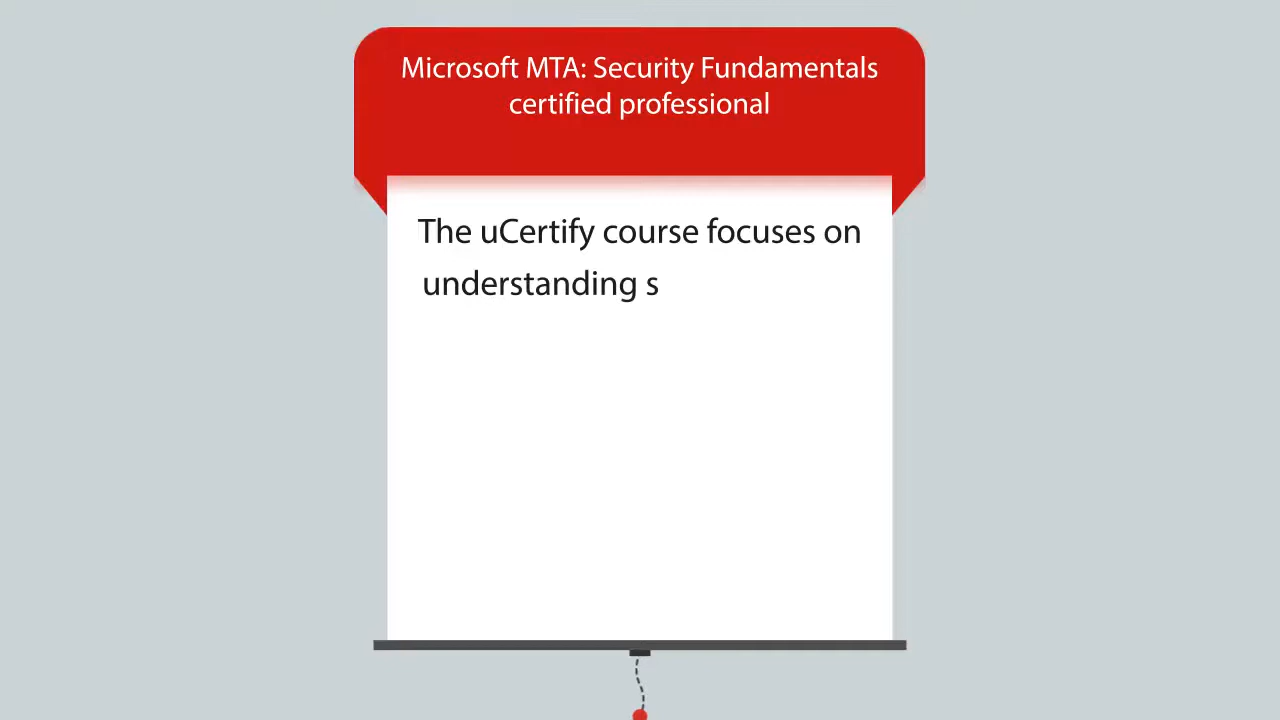 Microsoft MTA: Security Fundamentals
certified professional
The uCertify course focuses on
understanding s